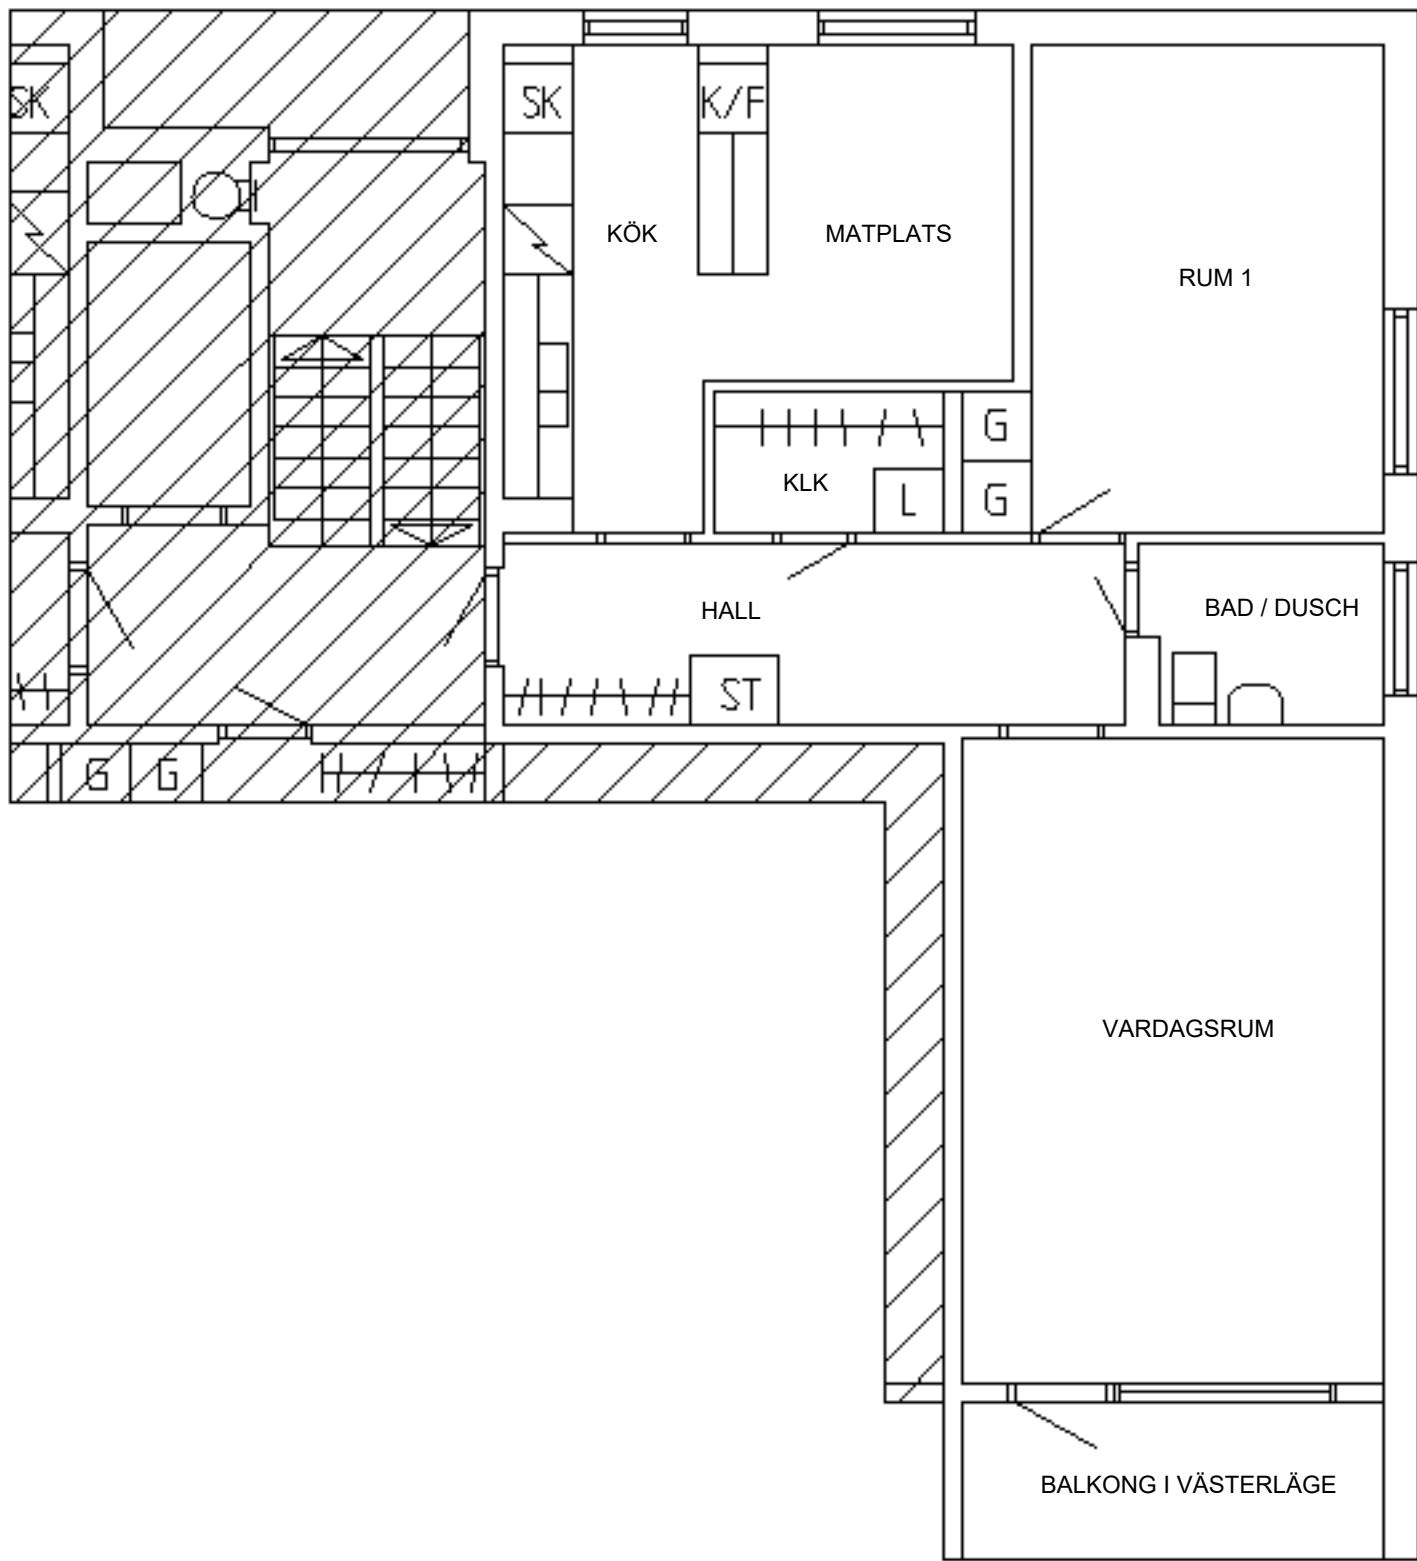 SK
SK
K/F
KÖK
MATPLATS
RUM 1
G
KLK
L
G
HALL
BAD / DUSCH
ST
G
G
VARDAGSRUM
BALKONG I VÄSTERLÄGE